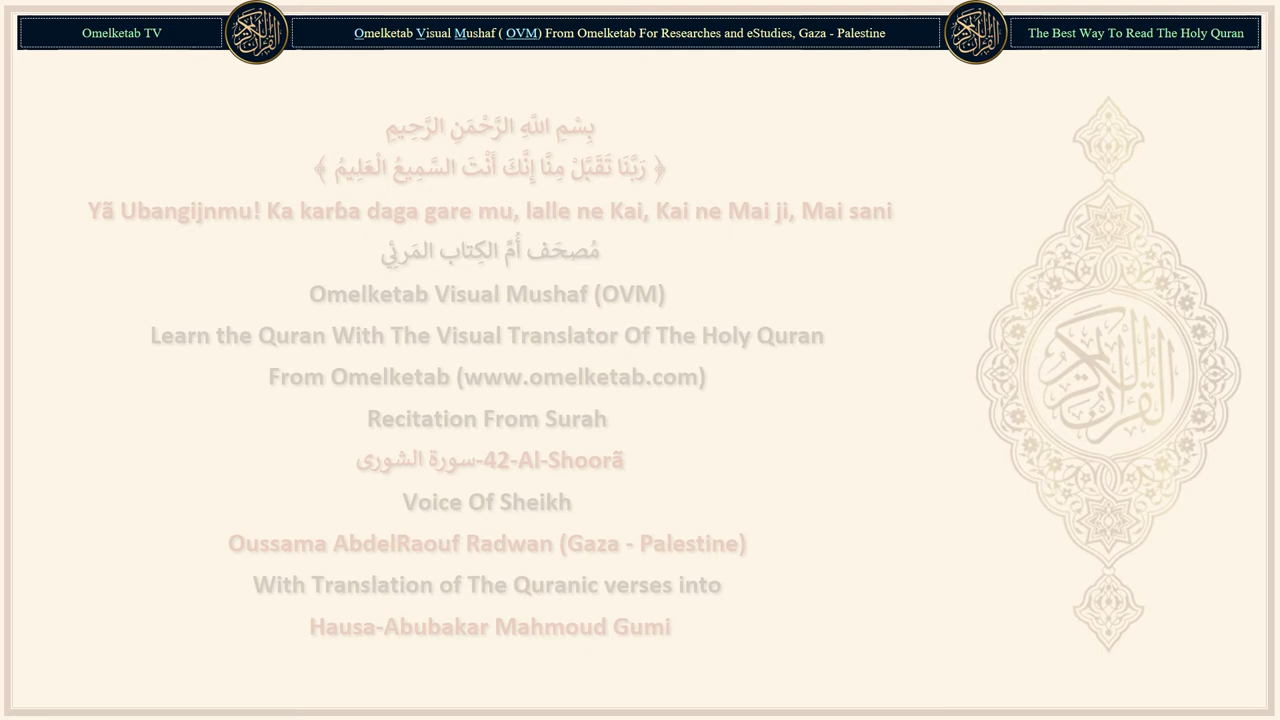 Omelketab TV
Omelketab Visual Mushaf ( OVM) From Omelketab For Researches and eStudies, Gaza - Palestine
The Best Way To Read The Holy Quran
بِسْمِ اللَّهِ الرَّحْمَنِ الرَّحِيمِ
﴿ رَبَّنَا تَقَبَّلْ مِنَّا إِنَّكَ أَنْتَ السَّمِيعُ الْعَلِيمُ ﴾
Yã Ubangijnmu! Ka karɓa daga gare mu, lalle ne Kai, Kai ne Mai ji, Mai sani
مُصحَف أُمِّ الكِتاب المَرئِي
Omelketab Visual Mushaf (OVM)
Learn the Quran With The Visual Translator Of The Holy Quran
From Omelketab (www.omelketab.com)
Recitation From Surah
سورة الشورى-42-Al-Shoorã
Voice Of Sheikh
Oussama AbdelRaouf Radwan (Gaza - Palestine)
With Translation of The Quranic verses into
Hausa-Abubakar Mahmoud Gumi
القرآن الكريم